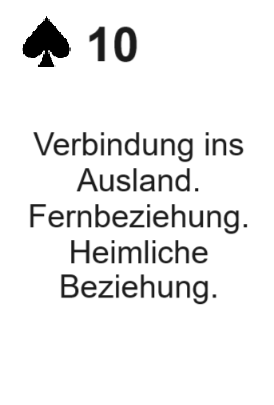 ♠ 10
Verbindung ins
Ausland.
Fernbeziehung.
Heimliche
Beziehung.